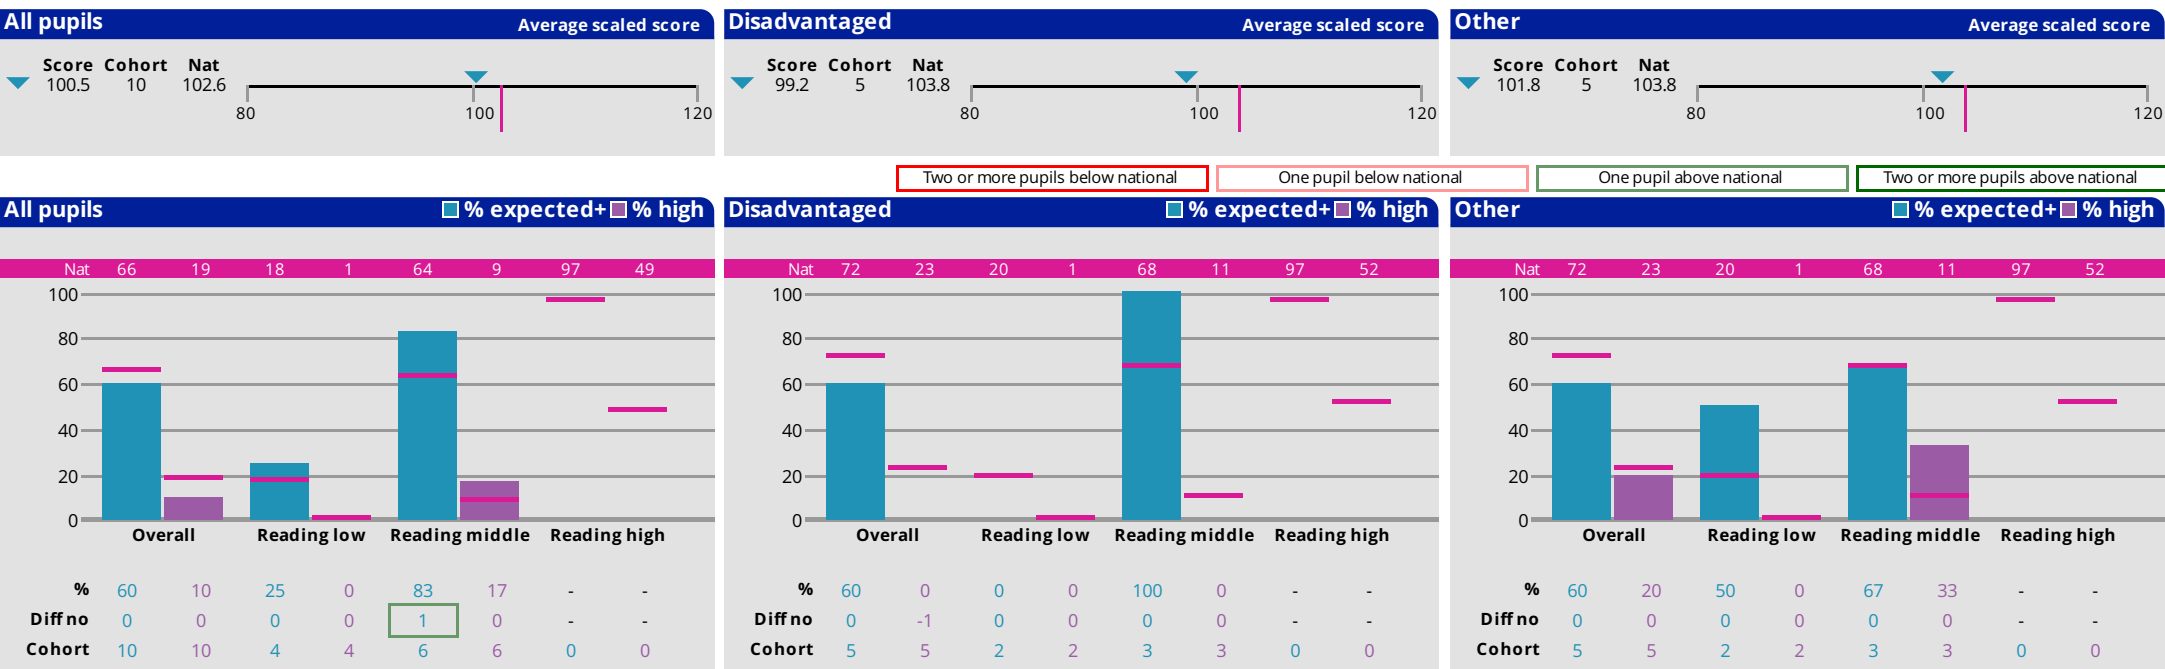 All pupils Average scaled score
Score Cohort Nat
100.5 10 102.6
80 100 120
Disadvantaged Average scaled score
Score Cohort Nat
99.2 5 103.8
80 100 120
Other Average scaled score
Score Cohort Nat
101.8 5 103.8
80 100 120
Two or more pupils below national
One pupil below national
One pupil above national
Two or more pupils above national
All pupils % expected+ % high
Nat 66 19 18 1 64 9 97 49
100
80
60
40
20
0
Overall Reading low Reading middle Reading high
% 60 10 25 0 83 17 - -
Diff no 0 0 0 0 1 0 - -
Cohort 10 10 4 4 6 6 0 0
Disadvantaged % expected+ % high
Nat 72 23 20 1 68 11 97 52
100
80
60
40
20
0
Overall Reading low Reading middle Reading high
% 60 0 0 0 100 0 - -
Diff no 0 -1 0 0 0 0 - -
Cohort 5 5 2 2 3 3 0 0
Other % expected+ % high
Nat 72 23 20 1 68 11 97 52
100
80
60
40
20
0
Overall Reading low Reading middle Reading high
% 60 20 50 0 67 33 - -
Diff no 0 0 0 0 0 0 - -
Cohort 5 5 2 2 3 3 0 0